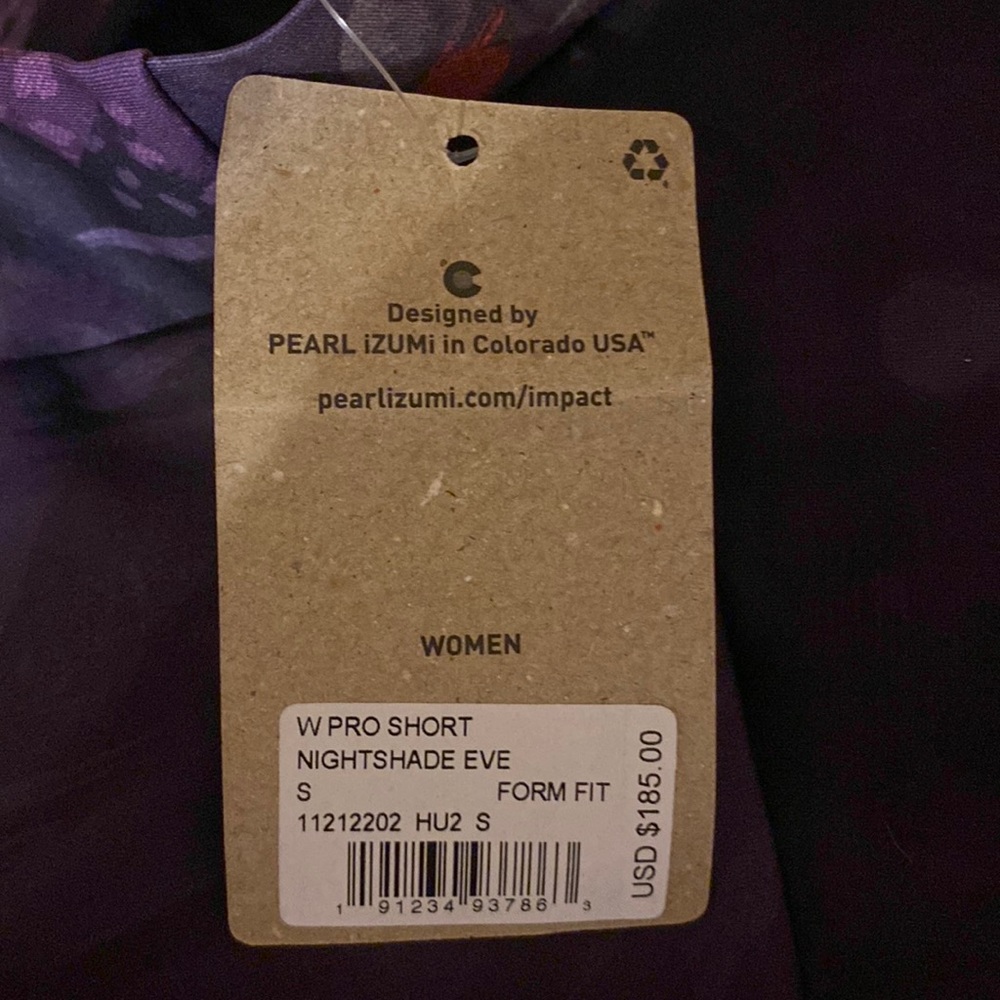 Designed by
PEARL iZUMi in Colorado USA™
pearlizumi.com/impact
WOMEN
W PRO SHORT
NIGHTSHADE EVE
S FORM FIT
11212202 HU2 S
USD $185.00
1 91234 93786 3